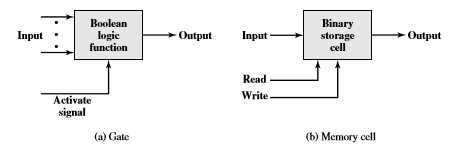 Input
Boolean
logic
function
Output
Activate
signal
(a) Gate
Input
Binary
storage
cell
Output
Read
Write
(b) Memory cell